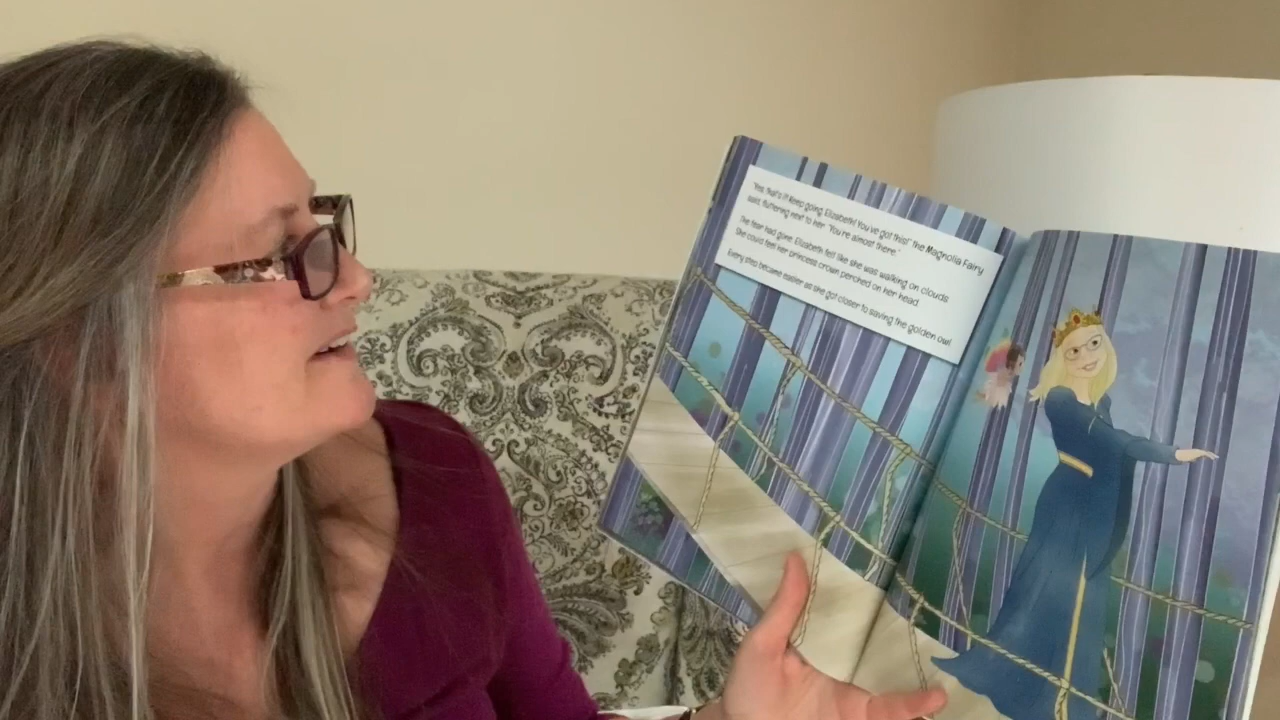 "Yes, that's it! Keep going, Elizabeth! You've got this!" the Magnolia Fairy
said, fluttering next to her. "You're almost there."
The fear had gone. Elizabeth felt like she was walking on clouds.
She could feel her princess crown perched on her head.
Every step became easier as she got closer to saving the golden owl.